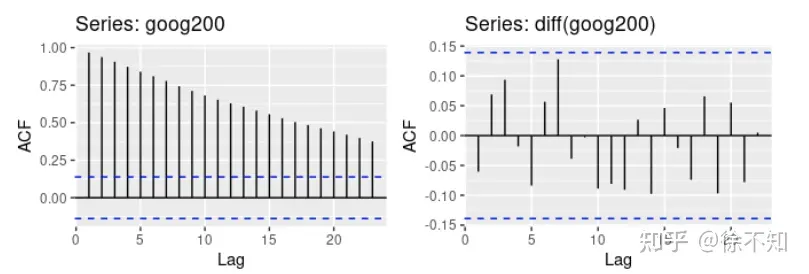 Series: goog200
1.00
0.75
0.50
0.25
0.00
ACF
0 5 10 15 20
Lag
Series: diff(goog200)
0.15
0.10
0.05
0.00
-0.05
-0.10
-0.15
ACF
0 5 10
Lag
知乎 @徐不知